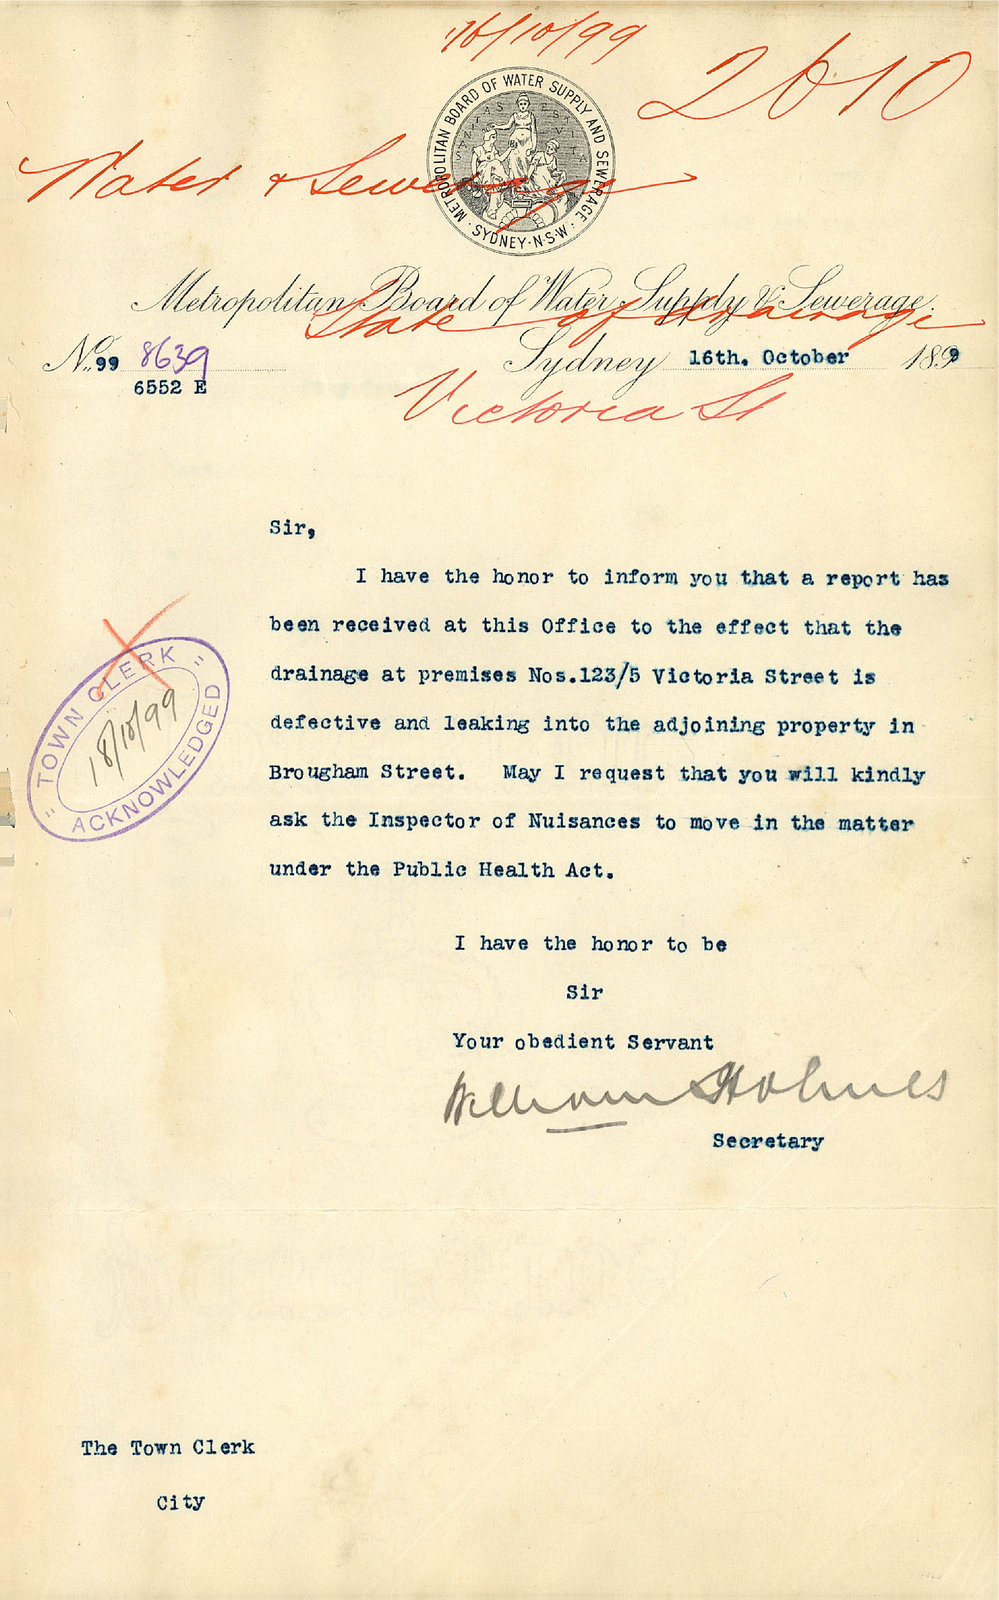 16/10/99
2610
METROPOLITAN BOARD OF WATER SUPPLY AND SEWERAGE
SANITAS EST VITA
· SYDNEY · N·S·W ·
Water & Sewerage
Metropolitan Board of Water Supply & Sewerage.
State of drainage
No. 99 8639
6552 E
Sydney 16th. October 1899
Victoria St
Sir,
I have the honor to inform you that a report has
been received at this Office to the effect that the
drainage at premises Nos.123/5 Victoria Street is
defective and leaking into the adjoining property in
Brougham Street. May I request that you will kindly
ask the Inspector of Nuisances to move in the matter
under the Public Health Act.
"TOWN CLERK"
18/10/99
ACKNOWLEDGED
I have the honor to be
Sir
Your obedient Servant
William Holmes
Secretary
The Town Clerk
City